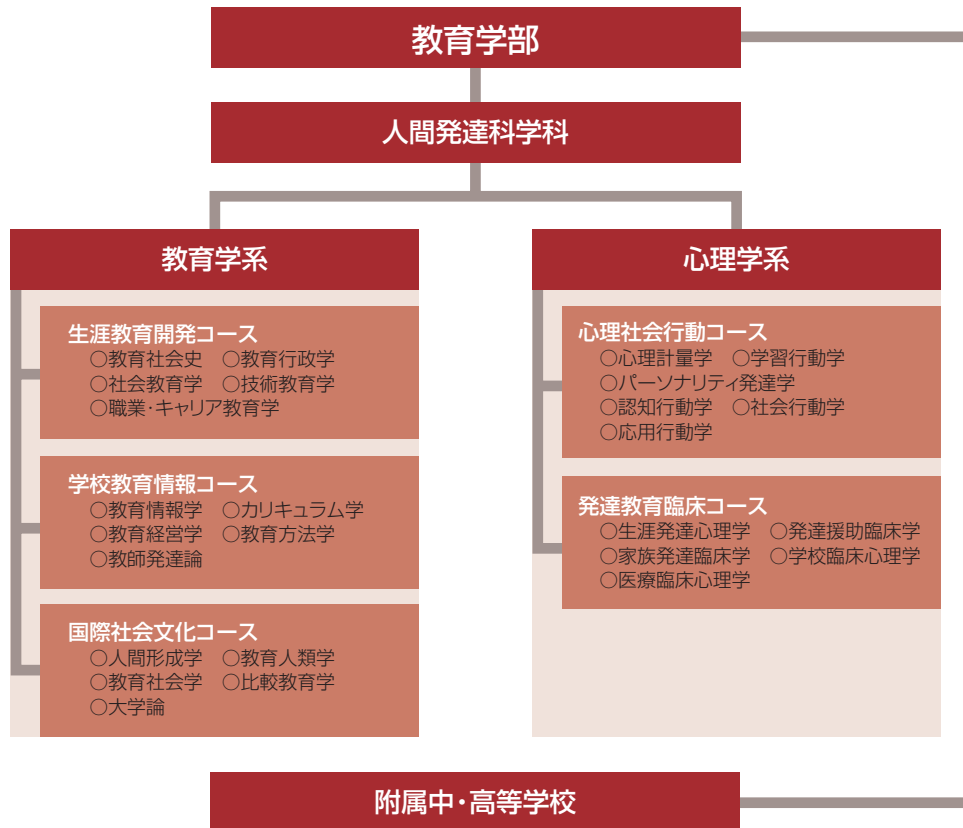 教育学部
人間発達科学科
教育学系
生涯教育開発コース
○教育社会史 ○教育行政学
○社会教育学 ○技術教育学
○職業・キャリア教育学
学校教育情報コース
○教育情報学 ○カリキュラム学
○教育経営学 ○教育方法学
○教師発達論
国際社会文化コース
○人間形成学 ○教育人類学
○教育社会学 ○比較教育学
○大学論
心理学系
心理社会行動コース
○心理計量学 ○学習行動学
○パーソナリティ発達学
○認知行動学 ○社会行動学
○応用行動学
発達教育臨床コース
○生涯発達心理学 ○発達援助臨床学
○家族発達臨床学 ○学校臨床心理学
○医療臨床心理学
附属中・高等学校